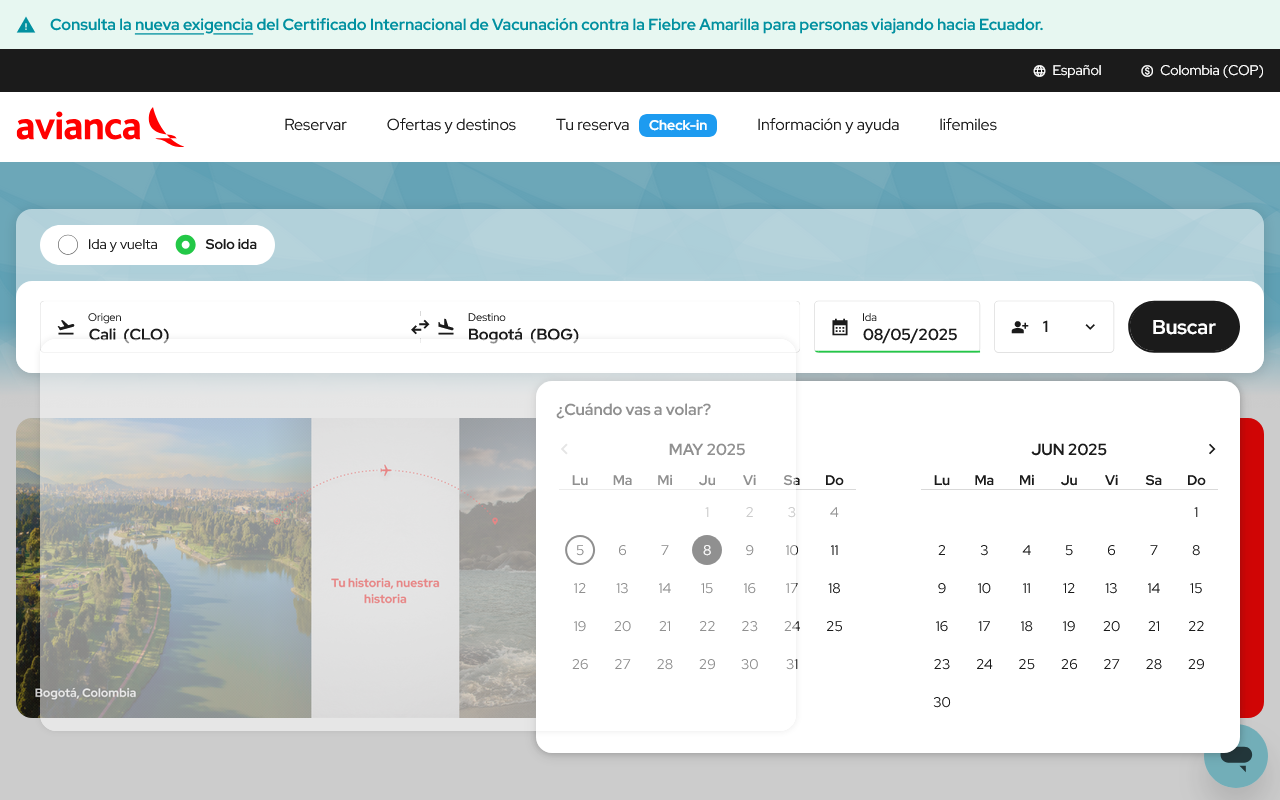 Consulta la nueva exigencia del Certificado Internacional de Vacunación contra la Fiebre Amarilla para personas viajando hacia Ecuador.
Español
Colombia (COP)
avianca
Reservar
Ofertas y destinos
Tu reserva
Check-in
Información y ayuda
lifemiles
Ida y vuelta
Solo ida
Origen
Cali (CLO)
Destino
Bogotá (BOG)
Ida
08/05/2025
1
Buscar
¿Cuándo vas a volar?
MAY 2025
Lu Ma Mi Ju Vi Sa Do
1 2 3 4
5 6 7 8 9 10 11
12 13 14 15 16 17 18
19 20 21 22 23 24 25
26 27 28 29 30 31
JUN 2025
Lu Ma Mi Ju Vi Sa Do
1
2 3 4 5 6 7 8
9 10 11 12 13 14 15
16 17 18 19 20 21 22
23 24 25 26 27 28 29
30
Tu historia, nuestra
historia
Bogotá, Colombia